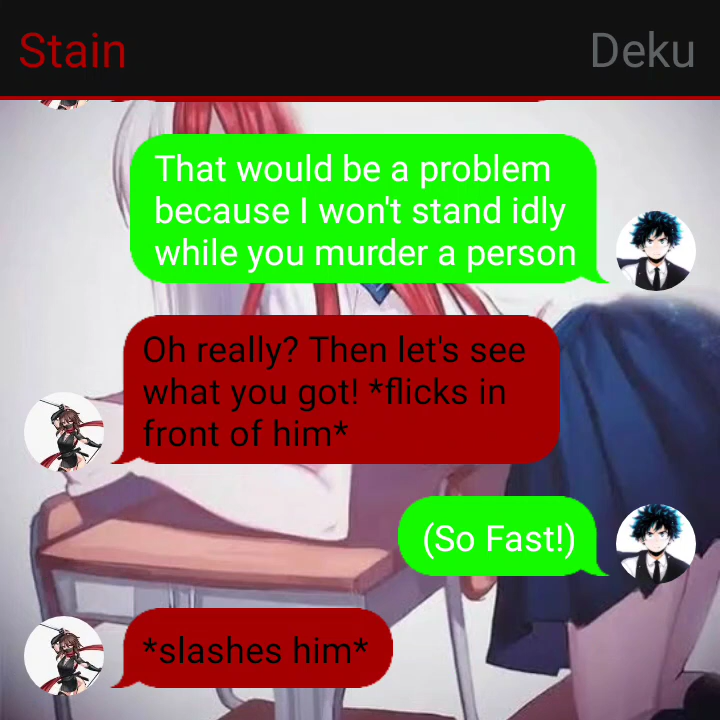 Stain
Deku
That would be a problem
because I won't stand idly
while you murder a person
Oh really? Then let's see
what you got! *flicks in
front of him*
(So Fast!)
*slashes him*